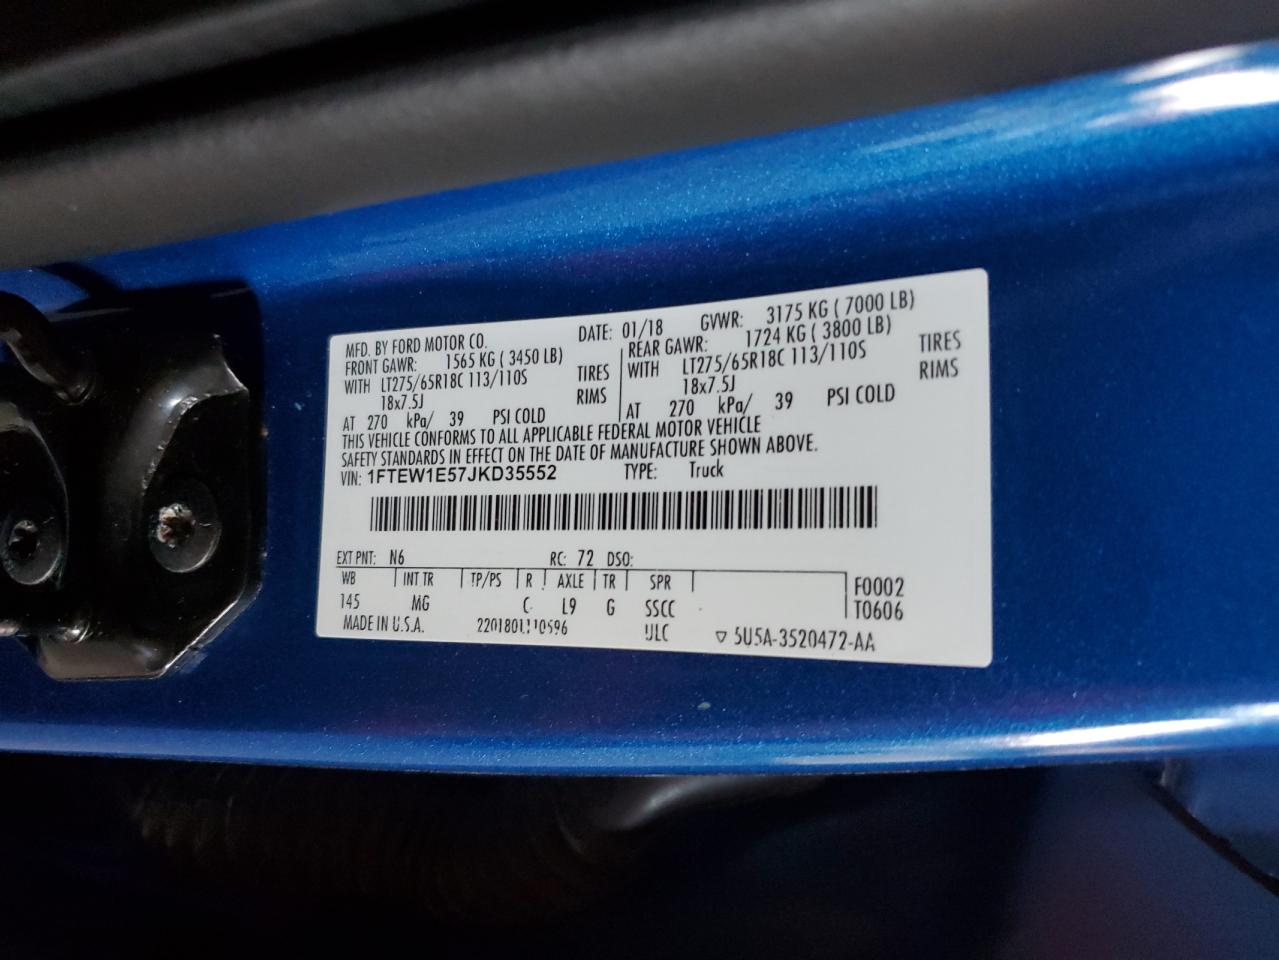 MFD. BY FORD MOTOR CO. DATE: 01/18 GVWR: 3175 KG ( 7000 LB)
FRONT GAWR: 1565 KG ( 3450 LB) REAR GAWR: 1724 KG ( 3800 LB)
WITH LT275/65R18C 113/110S TIRES WITH LT275/65R18C 113/110S TIRES
18x7.5J RIMS 18x7.5J RIMS
AT 270 kPa/ 39 PSI COLD AT 270 kPa/ 39 PSI COLD
THIS VEHICLE CONFORMS TO ALL APPLICABLE FEDERAL MOTOR VEHICLE
SAFETY STANDARDS IN EFFECT ON THE DATE OF MANUFACTURE SHOWN ABOVE.
VIN: 1FTEW1E57JKD35552 TYPE: Truck
EXT PNT: N6 RC: 72 DSO:
WB INT TR TP/PS R AXLE TR SPR F0002
145 MG C L9 G SSCC T0606
MADE IN U.S.A. 2201801110596 ULC ▽ 5U5A-3520472-AA